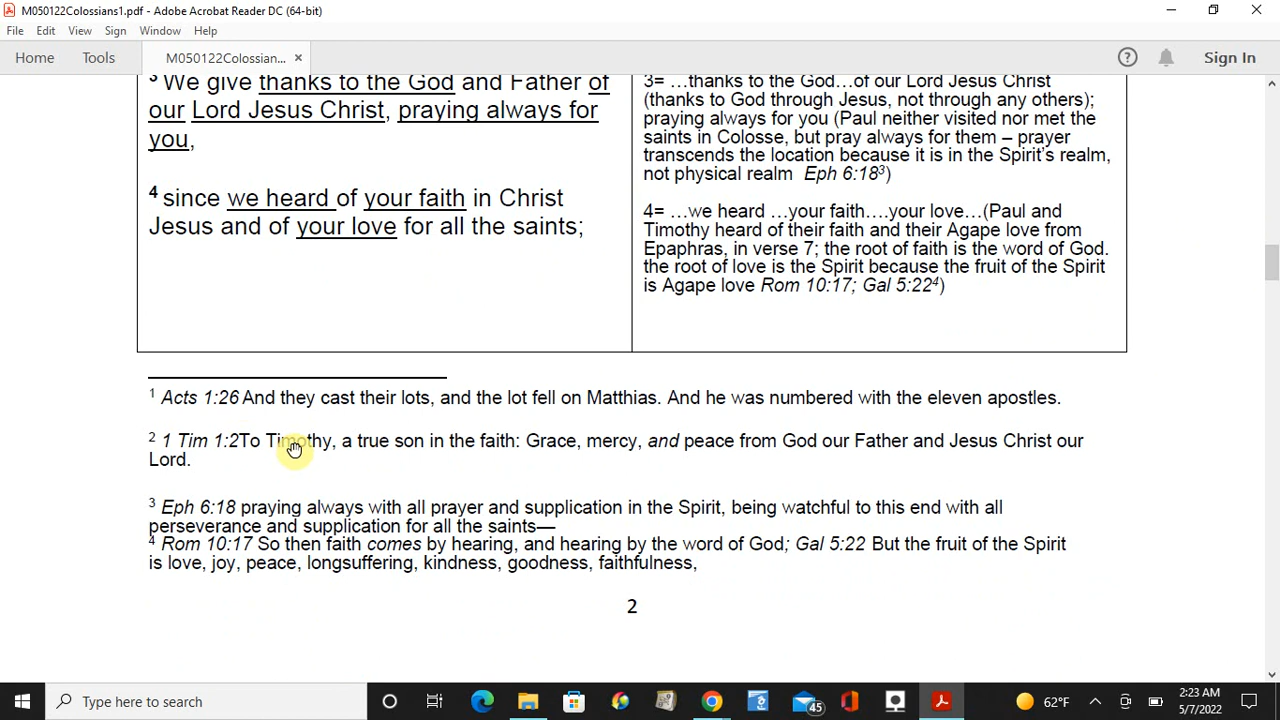 M050122Colossians1.pdf - Adobe Acrobat Reader DC (64-bit)
File Edit View Sign Window Help
Home Tools M050122Colossian... × Sign In
3 We give thanks to the God and Father of
our Lord Jesus Christ, praying always for
you,
4 since we heard of your faith in Christ
Jesus and of your love for all the saints;
3= …thanks to the God…of our Lord Jesus Christ
(thanks to God through Jesus, not through any others);
praying always for you (Paul neither visited nor met the
saints in Colosse, but pray always for them – prayer
transcends the location because it is in the Spirit's realm,
not physical realm Eph 6:183)
4= …we heard …your faith….your love…(Paul and
Timothy heard of their faith and their Agape love from
Epaphras, in verse 7; the root of faith is the word of God.
the root of love is the Spirit because the fruit of the Spirit
is Agape love Rom 10:17; Gal 5:224)
1 Acts 1:26 And they cast their lots, and the lot fell on Matthias. And he was numbered with the eleven apostles.
2 1 Tim 1:2To Timothy, a true son in the faith: Grace, mercy, and peace from God our Father and Jesus Christ our
Lord.
3 Eph 6:18 praying always with all prayer and supplication in the Spirit, being watchful to this end with all
perseverance and supplication for all the saints—
4 Rom 10:17 So then faith comes by hearing, and hearing by the word of God; Gal 5:22 But the fruit of the Spirit
is love, joy, peace, longsuffering, kindness, goodness, faithfulness,
2
Type here to search
45
62°F
2:23 AM
5/7/2022